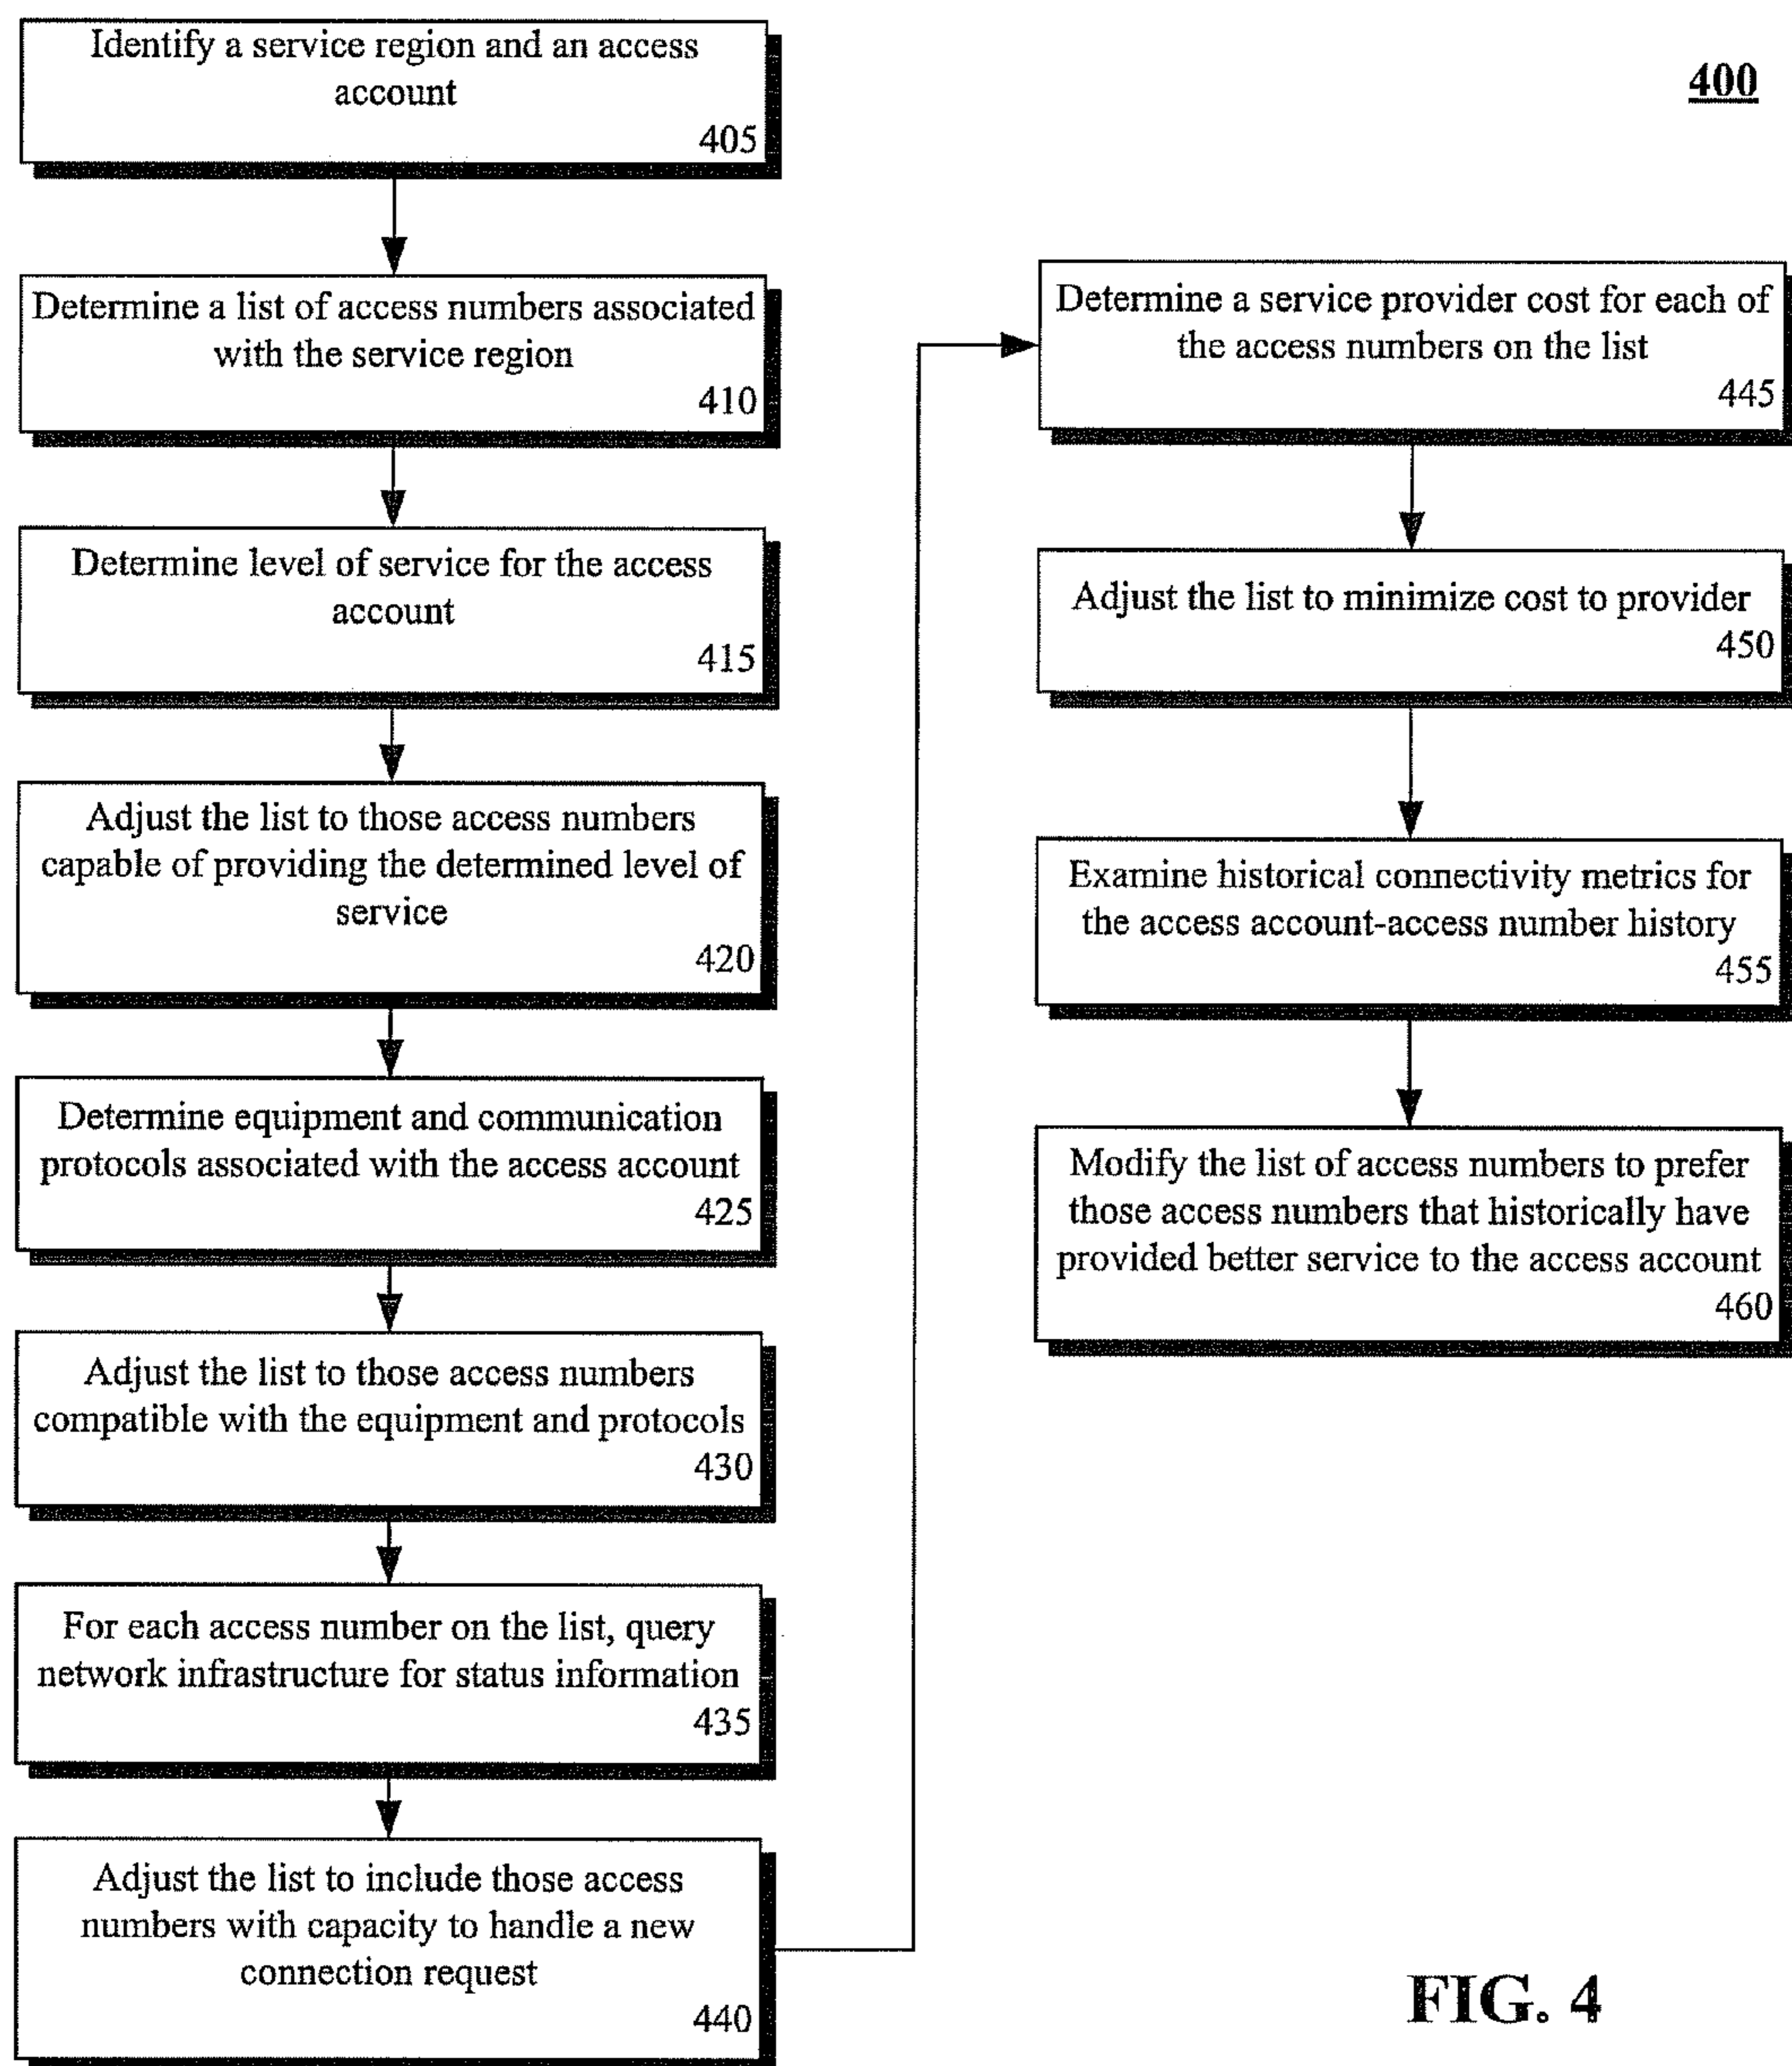 400
Identify a service region and an access
account
405
Determine a list of access numbers associated
with the service region
410
Determine level of service for the access
account
415
Adjust the list to those access numbers
capable of providing the determined level of
service
420
Determine equipment and communication
protocols associated with the access account
425
Adjust the list to those access numbers
compatible with the equipment and protocols
430
For each access number on the list, query
network infrastructure for status information
435
Adjust the list to include those access
numbers with capacity to handle a new
connection request
440
Determine a service provider cost for each of
the access numbers on the list
445
Adjust the list to minimize cost to provider
450
Examine historical connectivity metrics for
the access account-access number history
455
Modify the list of access numbers to prefer
those access numbers that historically have
provided better service to the access account
460
FIG. 4